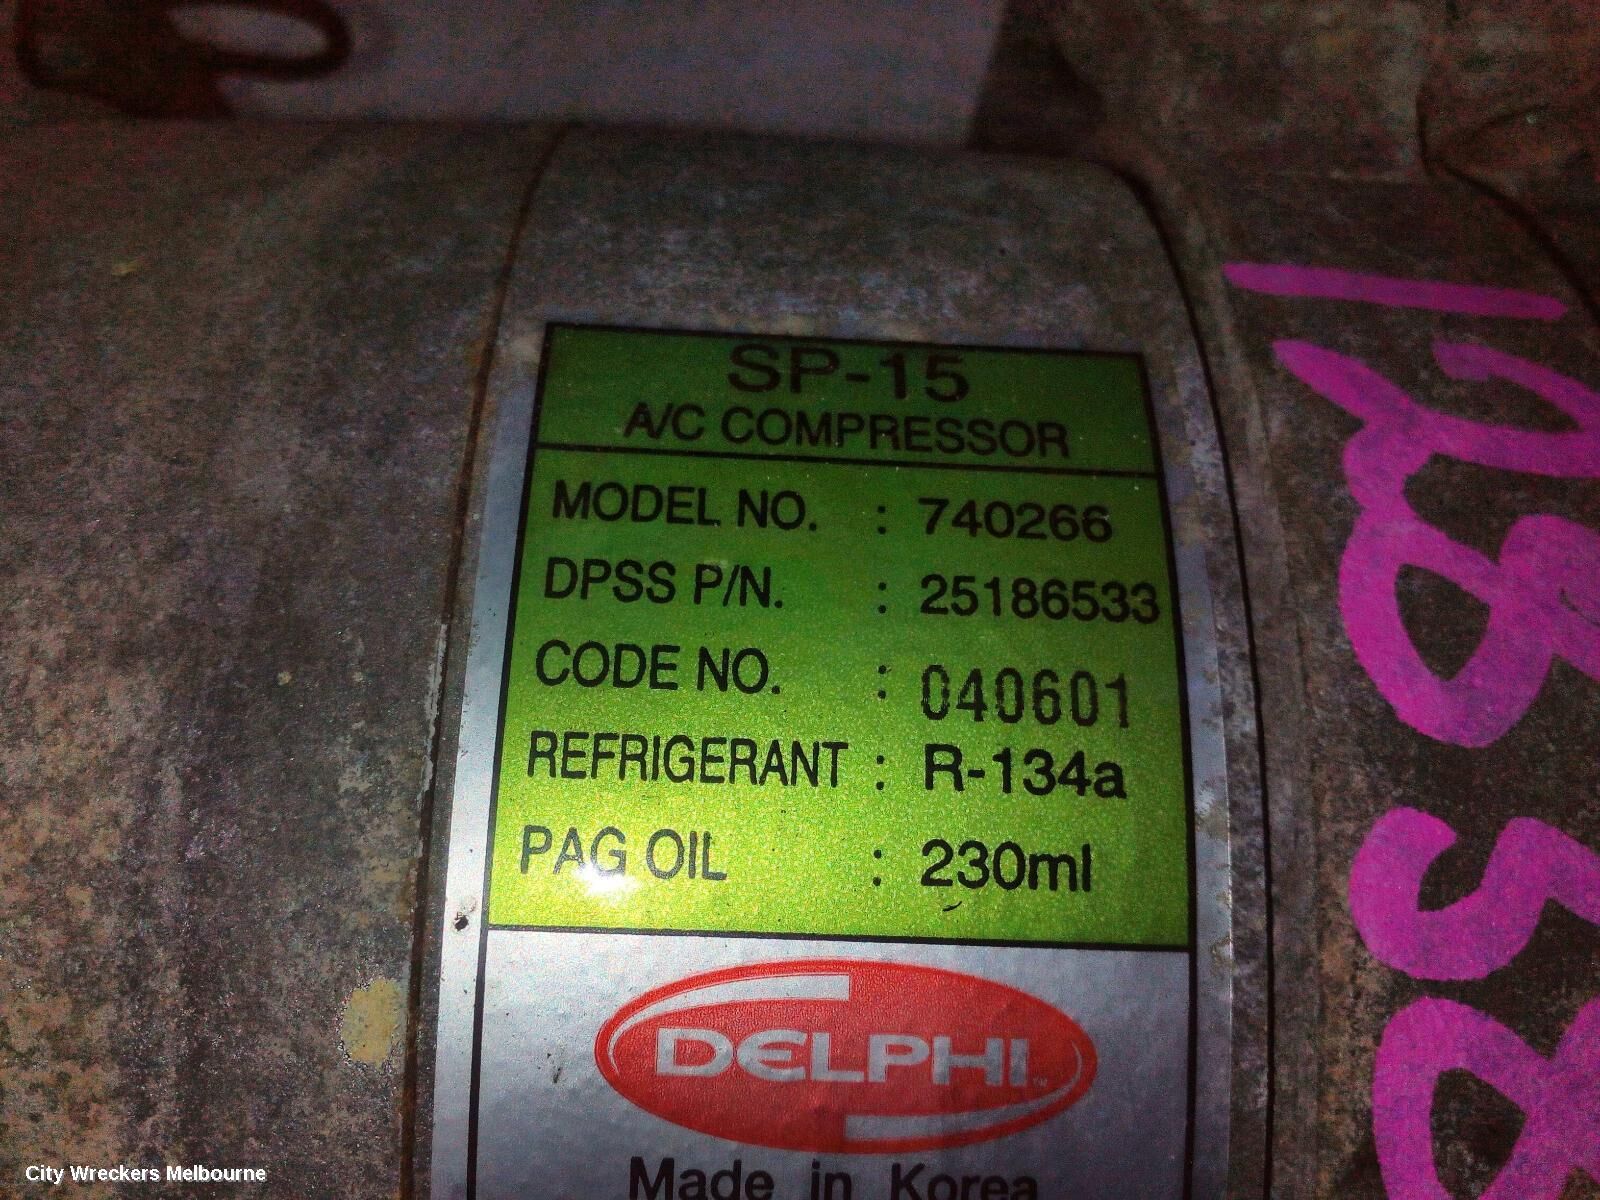 SP-15
A/C COMPRESSOR
MODEL NO. : 740266
DPSS P/N. : 25186533
CODE NO. : 040601
REFRIGERANT : R-134a
PAG OIL : 230ml
DELPHI
Made in Korea
City Wreckers Melbourne